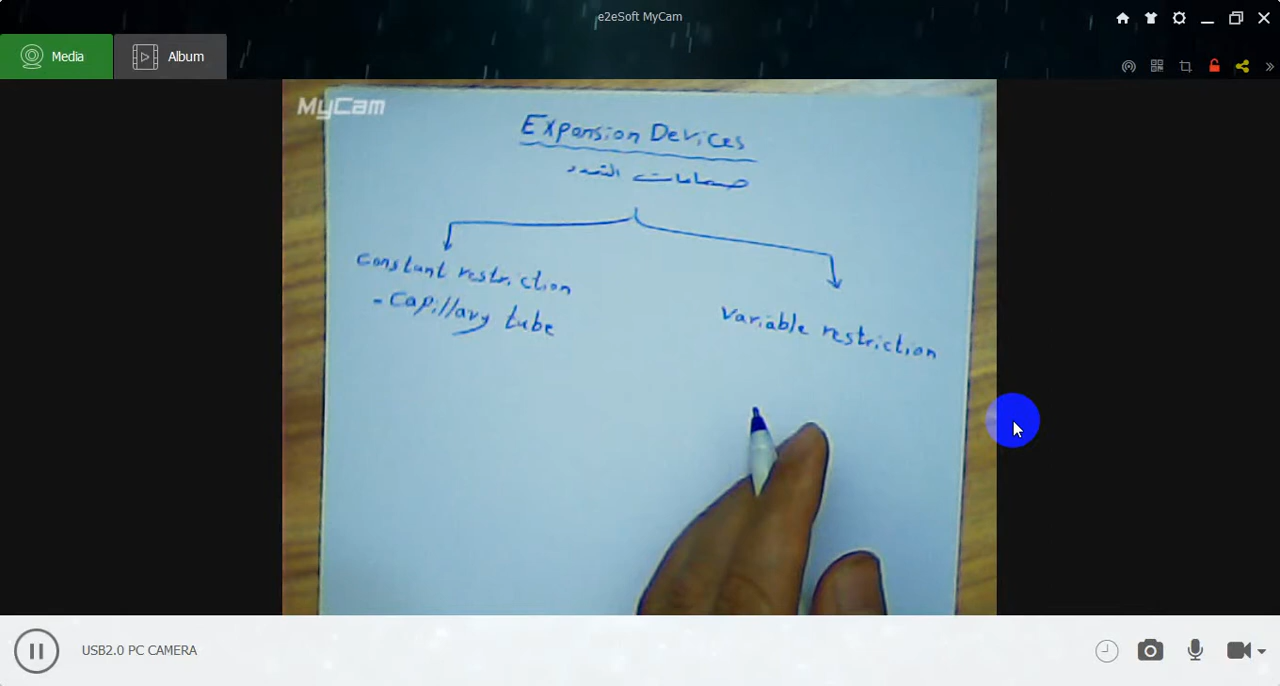 e2eSoft MyCam
Media
Album
MyCam
Expansion Devices
صمامات التمدد
Constant restriction
- Capillary tube
Variable restriction
USB2.0 PC CAMERA